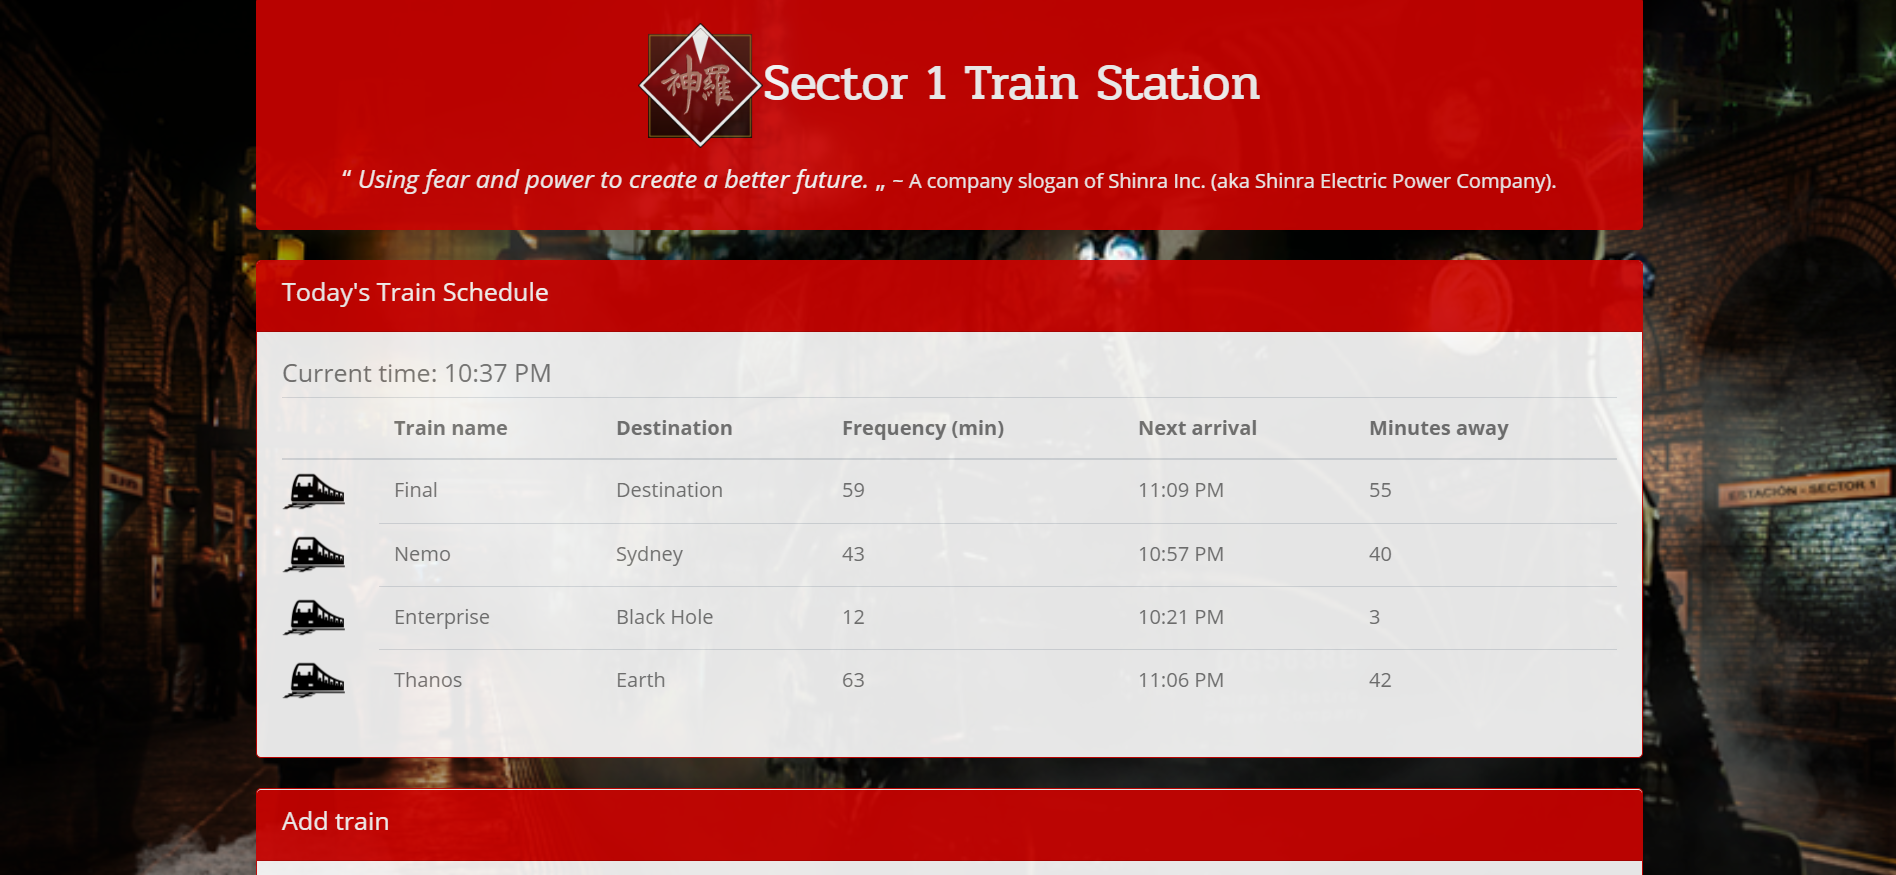 神羅
Sector 1 Train Station
“ Using fear and power to create a better future. „ ~ A company slogan of Shinra Inc. (aka Shinra Electric Power Company).
Today's Train Schedule
Current time: 10:37 PM
Train name Destination Frequency (min) Next arrival Minutes away
Final Destination 59 11:09 PM 55
Nemo Sydney 43 10:57 PM 40
Enterprise Black Hole 12 10:21 PM 3
Thanos Earth 63 11:06 PM 42
ESTACIÓN - SECTOR 1
Add train